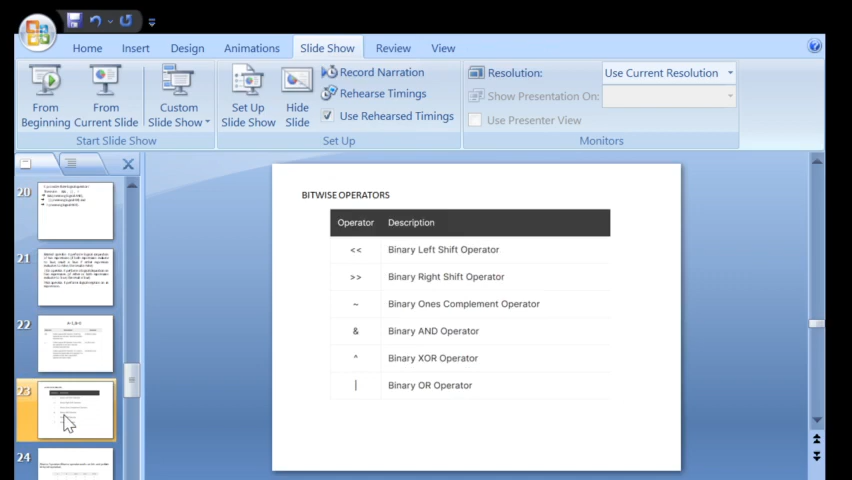 Home Insert Design Animations Slide Show Review View
From Beginning
From Current Slide
Custom Slide Show
Start Slide Show
Set Up Slide Show
Hide Slide
Record Narration
Rehearse Timings
Use Rehearsed Timings
Set Up
Resolution: Use Current Resolution
Show Presentation On:
Use Presenter View
Monitors
20
21
22
23
24
BITWISE OPERATORS
Operator Description
<< Binary Left Shift Operator
>> Binary Right Shift Operator
~ Binary Ones Complement Operator
& Binary AND Operator
^ Binary XOR Operator
| Binary OR Operator